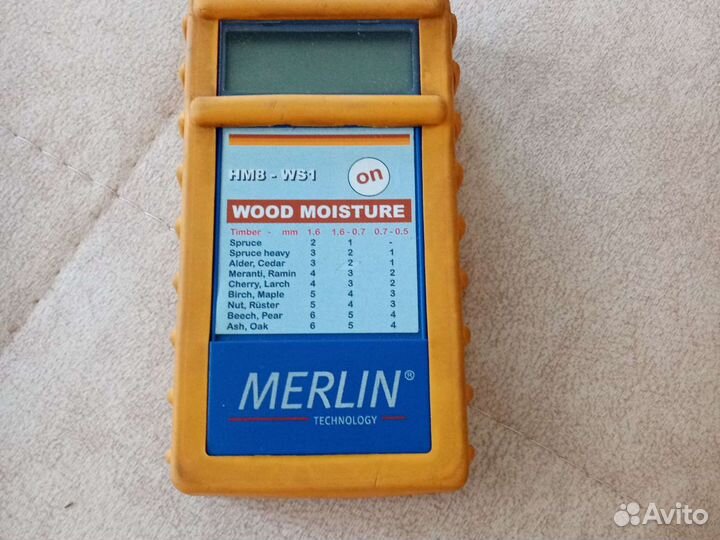 HM8 - WS1
on
WOOD MOISTURE
Timber - mm 1.6 1.6 - 0.7 0.7 - 0.5
Spruce 2 1 -
Spruce heavy 3 2 1
Alder, Cedar 3 2 1
Meranti, Ramin 4 3 2
Cherry, Larch 4 3 2
Birch, Maple 5 4 3
Nut, Rüster 5 4 3
Beech, Pear 6 5 4
Ash, Oak 6 5 4
MERLIN®
TECHNOLOGY
Avito